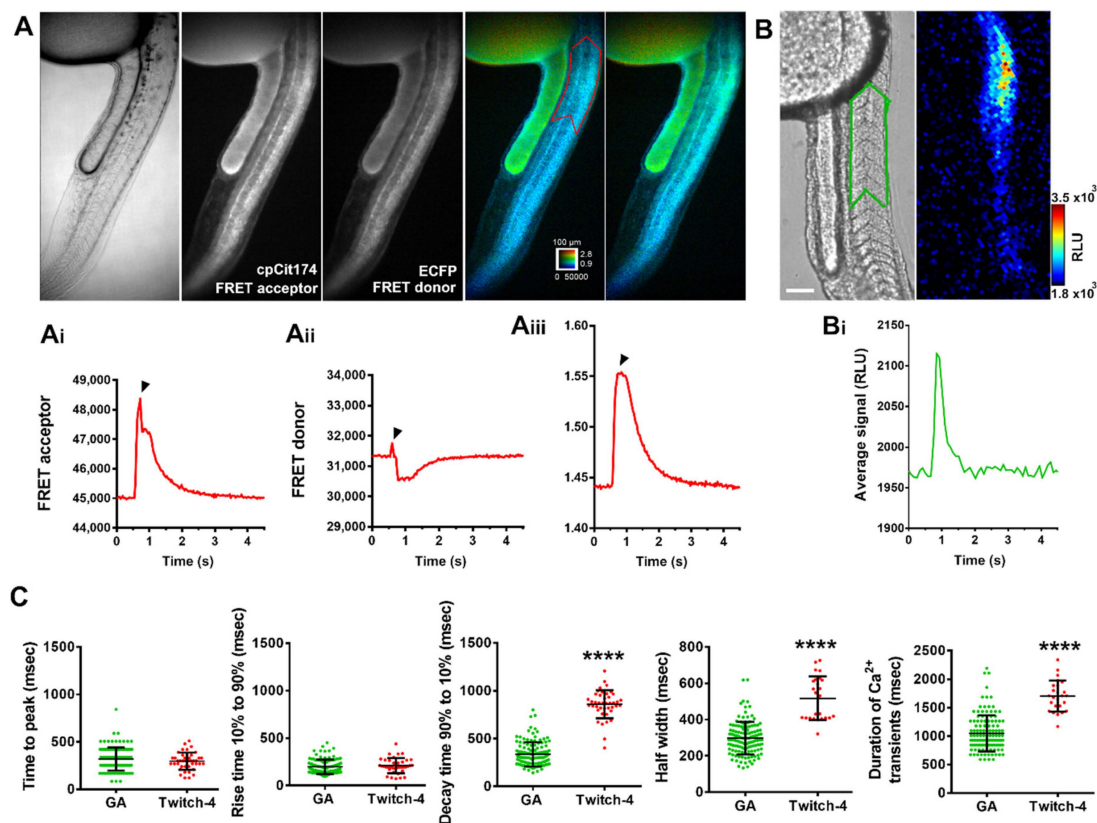 A
B
cpCit174
FRET acceptor
ECFP
FRET donor
100 µm
2.8
0.9
0 50000
3.5 x10³
RLU
1.8 x10³
Ai
49,000
48,000
47,000
46,000
45,000
44,000
FRET acceptor
0 1 2 3 4
Time (s)
Aii
34,000
33,000
32,000
31,000
30,000
29,000
FRET donor
0 1 2 3 4
Time (s)
Aiii
1.60
1.55
1.50
1.45
1.40
0 1 2 3 4
Time (s)
Bi
2150
2100
2050
2000
1950
1900
Average signal (RLU)
0 1 2 3 4
Time (s)
C
Time to peak (msec)
1500
1000
500
0
GA Twitch-4
Rise time 10% to 90% (msec)
1500
1000
500
0
GA Twitch-4
Decay time 90% to 10% (msec)
1500
1000
500
0
****
GA Twitch-4
Half width (msec)
800
600
400
200
0
****
GA Twitch-4
Duration of Ca²⁺
transients (msec)
2500
2000
1500
1000
500
0
****
GA Twitch-4